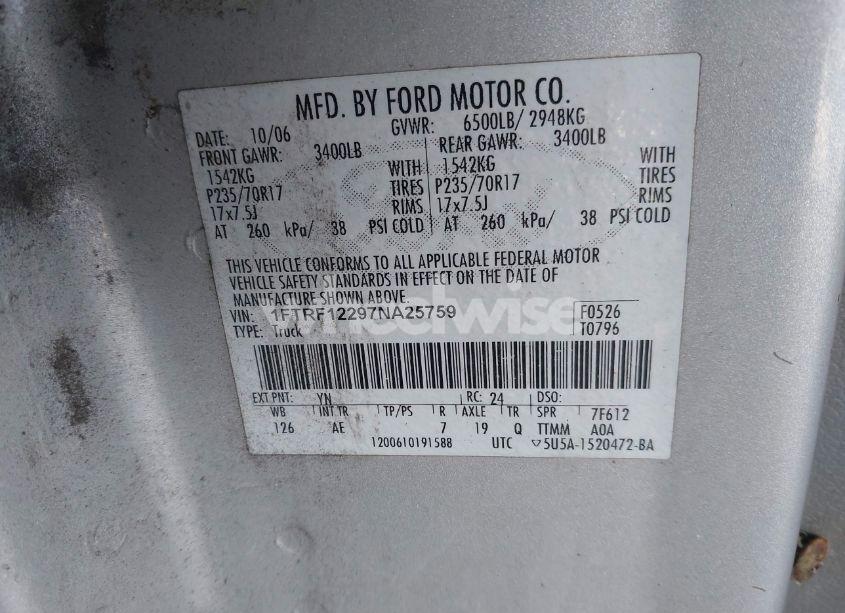 MFD. BY FORD MOTOR CO.
DATE: 10/06 GVWR: 6500LB/ 2948KG
FRONT GAWR: 3400LB REAR GAWR: 3400LB
1542KG WITH 1542KG WITH
P235/70R17 TIRES P235/70R17 TIRES
17x7.5J RIMS 17x7.5J RIMS
AT 260 kPa/ 38 PSI COLD AT 260 kPa/ 38 PSI COLD
THIS VEHICLE CONFORMS TO ALL APPLICABLE FEDERAL MOTOR
VEHICLE SAFETY STANDARDS IN EFFECT ON THE DATE OF
MANUFACTURE SHOWN ABOVE.
VIN: 1FTRF12297NA25759 F0526
TYPE: Truck T0796
wheelwise
EXT PNT: YN RC: 24 DSO:
WB INT TR TP/PS R AXLE TR SPR 7F612
126 AE 7 19 Q TTMM A0A
1200610191588 UTC 5U5A-1520472-BA